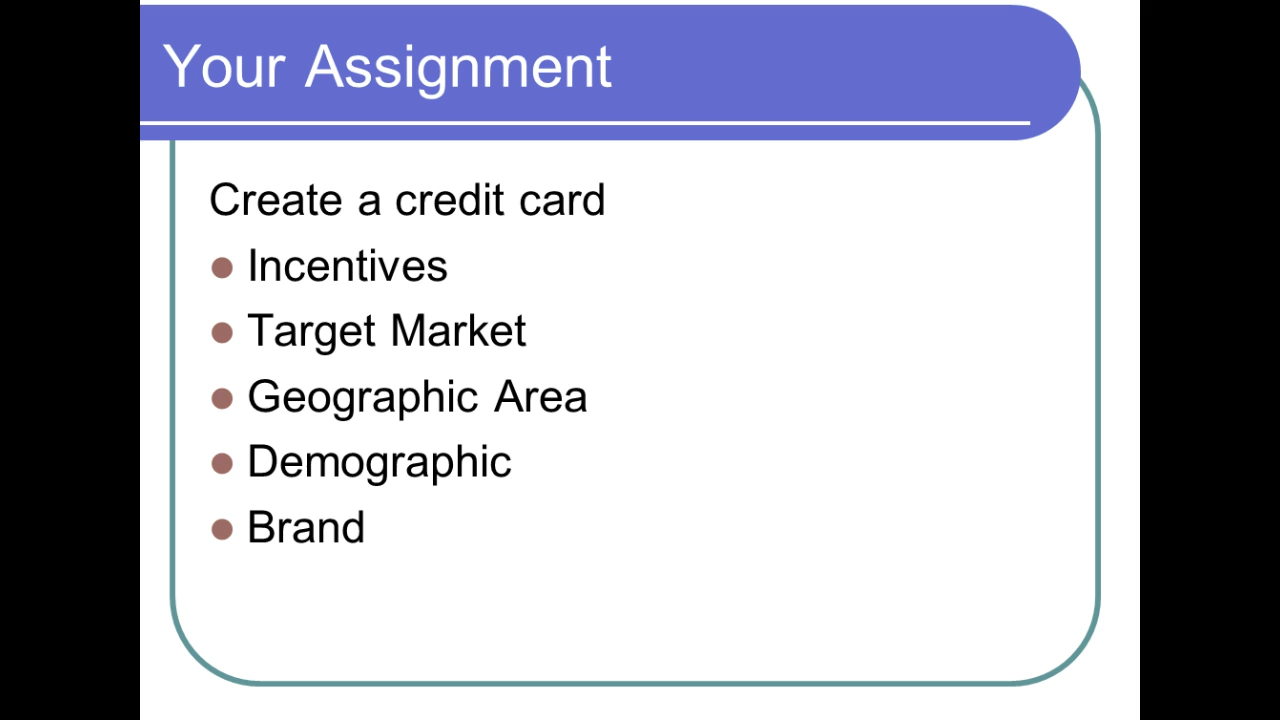 Your Assignment
Create a credit card
Incentives
Target Market
Geographic Area
Demographic
Brand